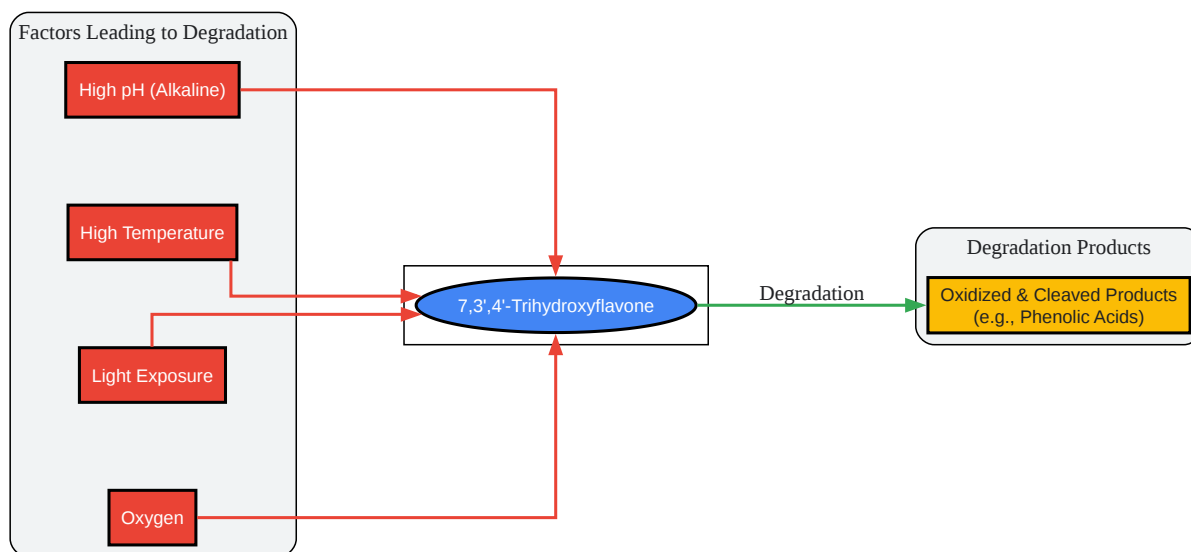 Factors Leading to Degradation
High pH (Alkaline)
High Temperature
Light Exposure
Oxygen
7,3',4'-Trihydroxyflavone
Degradation
Degradation Products
Oxidized & Cleaved Products
(e.g., Phenolic Acids)